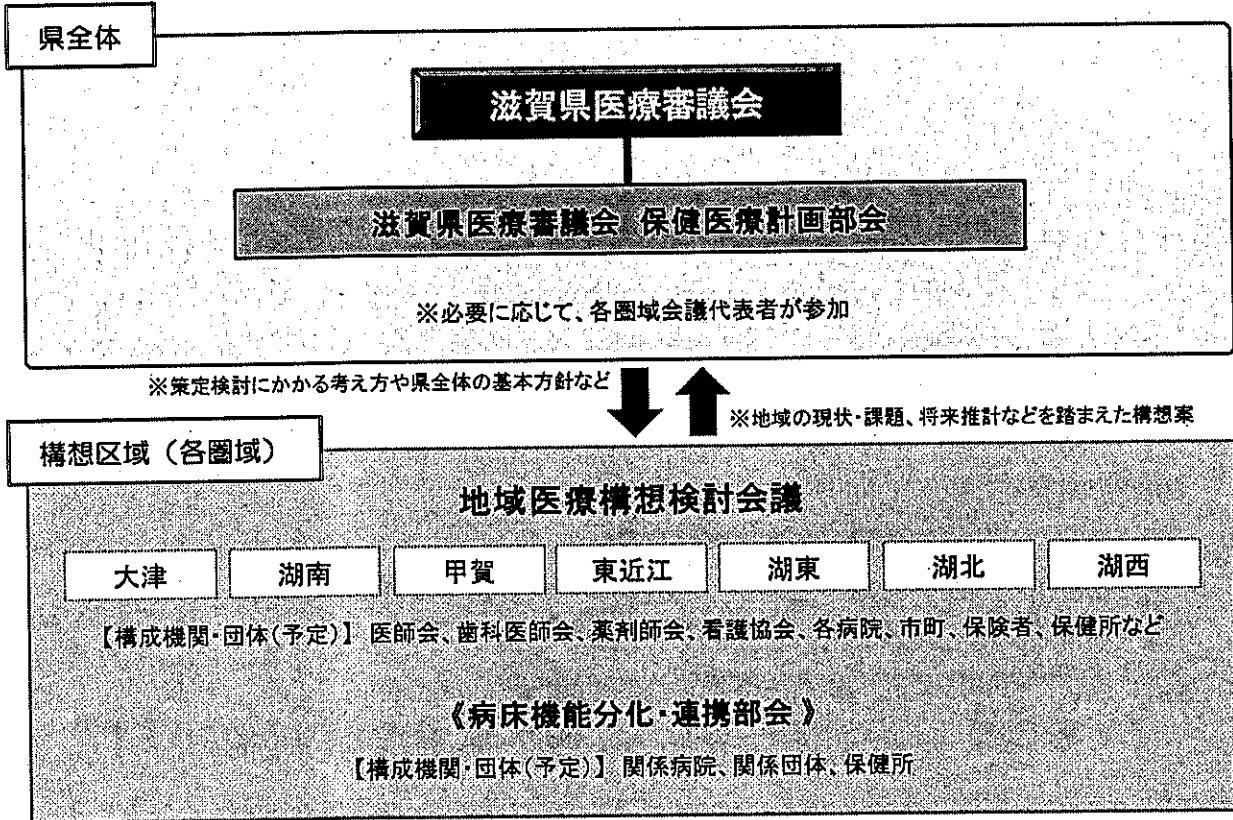 県全体
滋賀県医療審議会
滋賀県医療審議会 保健医療計画部会
※必要に応じて、各圏域会議代表者が参加
※策定検討にかかる考え方や県全体の基本方針など
※地域の現状・課題、将来推計などを踏まえた構想案
構想区域（各圏域）
地域医療構想検討会議
大津 湖南 甲賀 東近江 湖東 湖北 湖西
【構成機関・団体(予定)】 医師会、歯科医師会、薬剤師会、看護協会、各病院、市町、保険者、保健所など
《病床機能分化・連携部会》
【構成機関・団体(予定)】 関係病院、関係団体、保健所